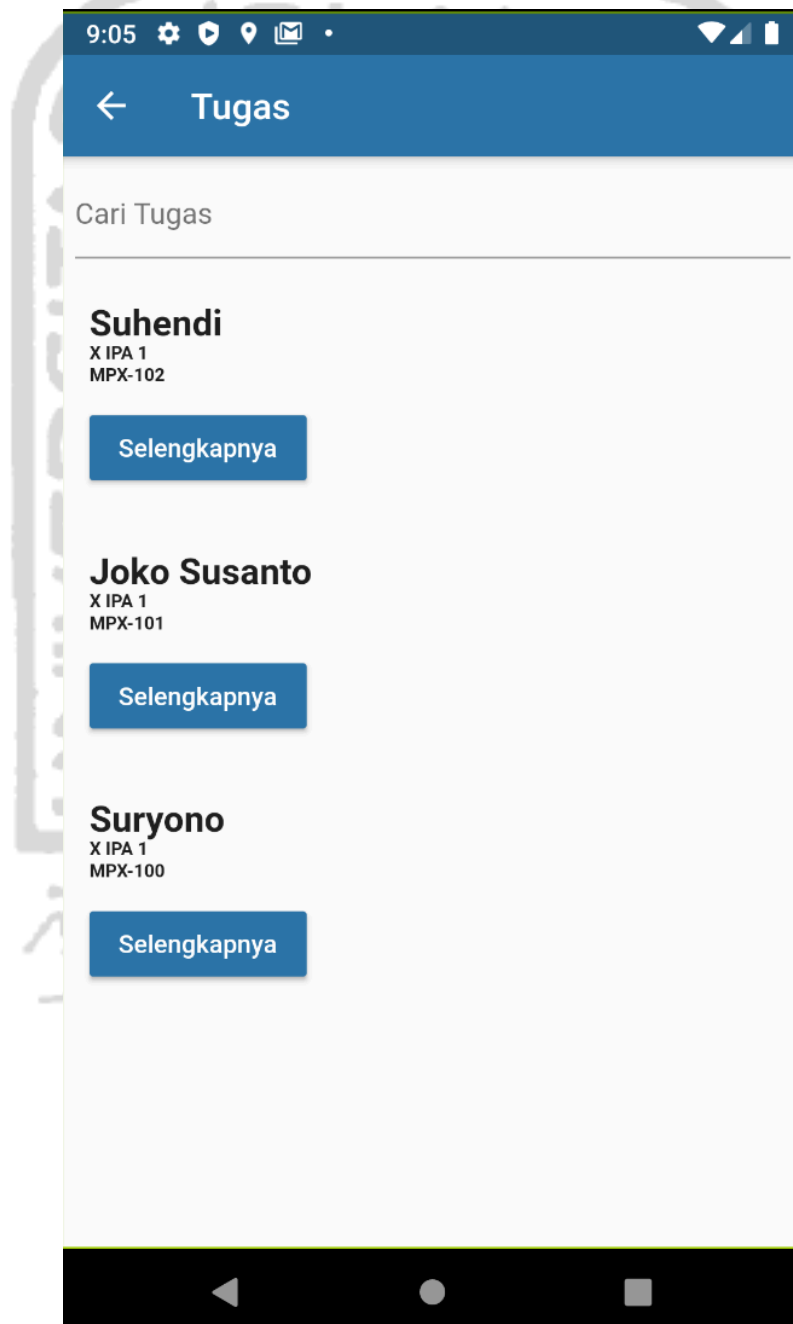 9:05
Tugas
Cari Tugas
Suhendi
X IPA 1
MPX-102
Selengkapnya
Joko Susanto
X IPA 1
MPX-101
Selengkapnya
Suryono
X IPA 1
MPX-100
Selengkapnya